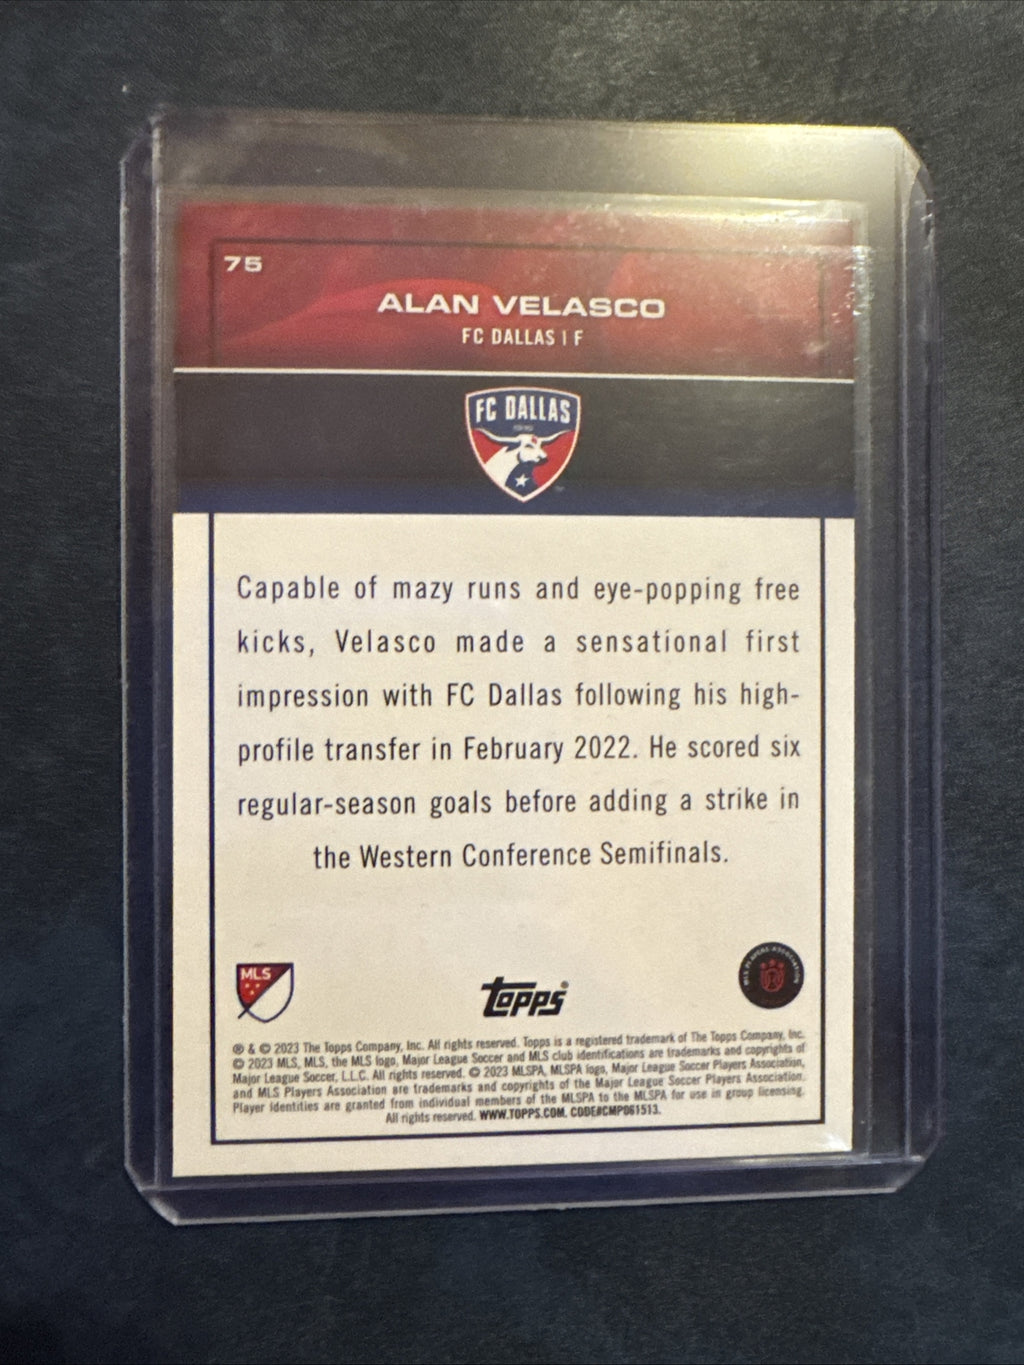 75
ALAN VELASCO
FC DALLAS | F
FC DALLAS
Capable of mazy runs and eye-popping free
kicks, Velasco made a sensational first
impression with FC Dallas following his high-
profile transfer in February 2022. He scored six
regular-season goals before adding a strike in
the Western Conference Semifinals.
MLS
topps
MLS PLAYERS ASSOCIATION
® & © 2023 The Topps Company, Inc. All rights reserved. Topps is a registered trademark of The Topps Company, Inc.
© 2023 MLS, MLS, the MLS logo, Major League Soccer and MLS club identifications are trademarks and copyrights of
Major League Soccer, L.L.C. All rights reserved. © 2023 MLSPA, MLSPA logo, Major League Soccer Players Association,
and MLS Players Association are trademarks and copyrights of the Major League Soccer Players Association.
Player identities are granted from individual members of the MLSPA to the MLSPA for use in group licensing.
All rights reserved. WWW.TOPPS.COM. CODE#CMP061513.